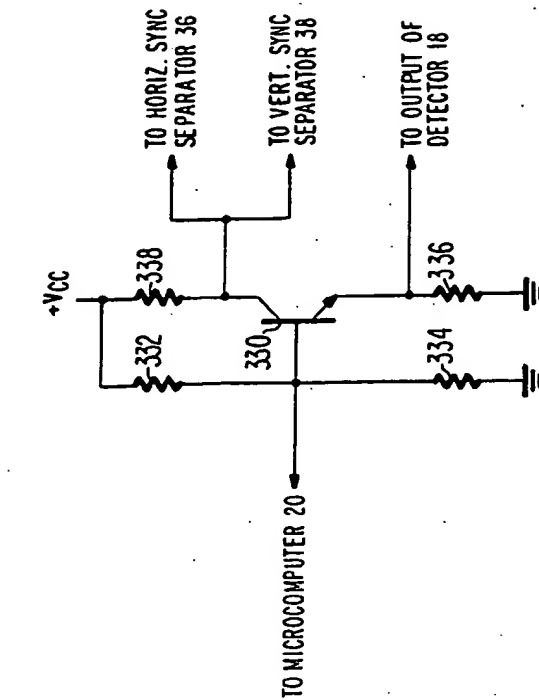 +VCC
TO HORIZ. SYNC
SEPARATOR 36
338
332
TO VERT. SYNC
SEPARATOR 38
330
TO MICROCOMPUTER 20
TO OUTPUT OF
DETECTOR 18
336
334